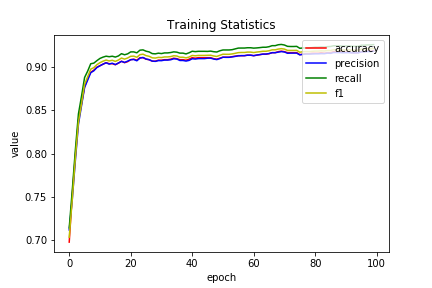 Training Statistics
accuracy
precision
recall
f1
value
0.90
0.85
0.80
0.75
0.70
0 20 40 60 80 100
epoch